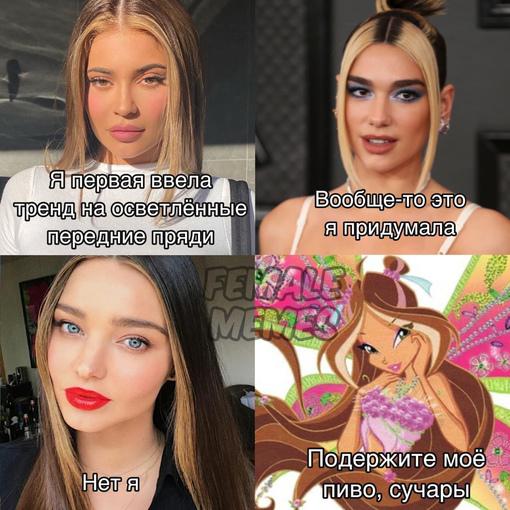 Я первая ввела
тренд на осветлённые
передние пряди
Вообще-то это
я придумала
FEMALE
MEMES
Нет я
Подержите моё
пиво, сучары